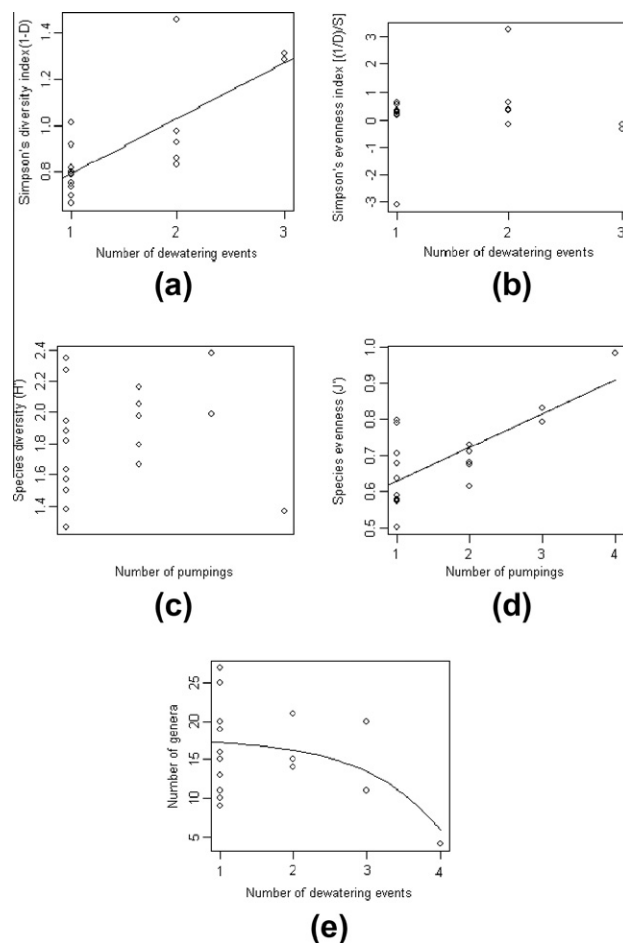 Simpson's diversity index(1-D)
0.8 1.0 1.2 1.4
1 2 3
Number of dewatering events
(a)
Simpson's evenness index [(1/D)/S]
-3 -2 -1 0 1 2 3
1 2 3
Number of dewatering events
(b)
Species diversity (H')
1.4 1.6 1.8 2.0 2.2 2.4
Number of pumpings
(c)
Species evenness (J')
0.5 0.6 0.7 0.8 0.9 1.0
1 2 3 4
Number of pumpings
(d)
Number of genera
5 10 15 20 25
1 2 3 4
Number of dewatering events
(e)